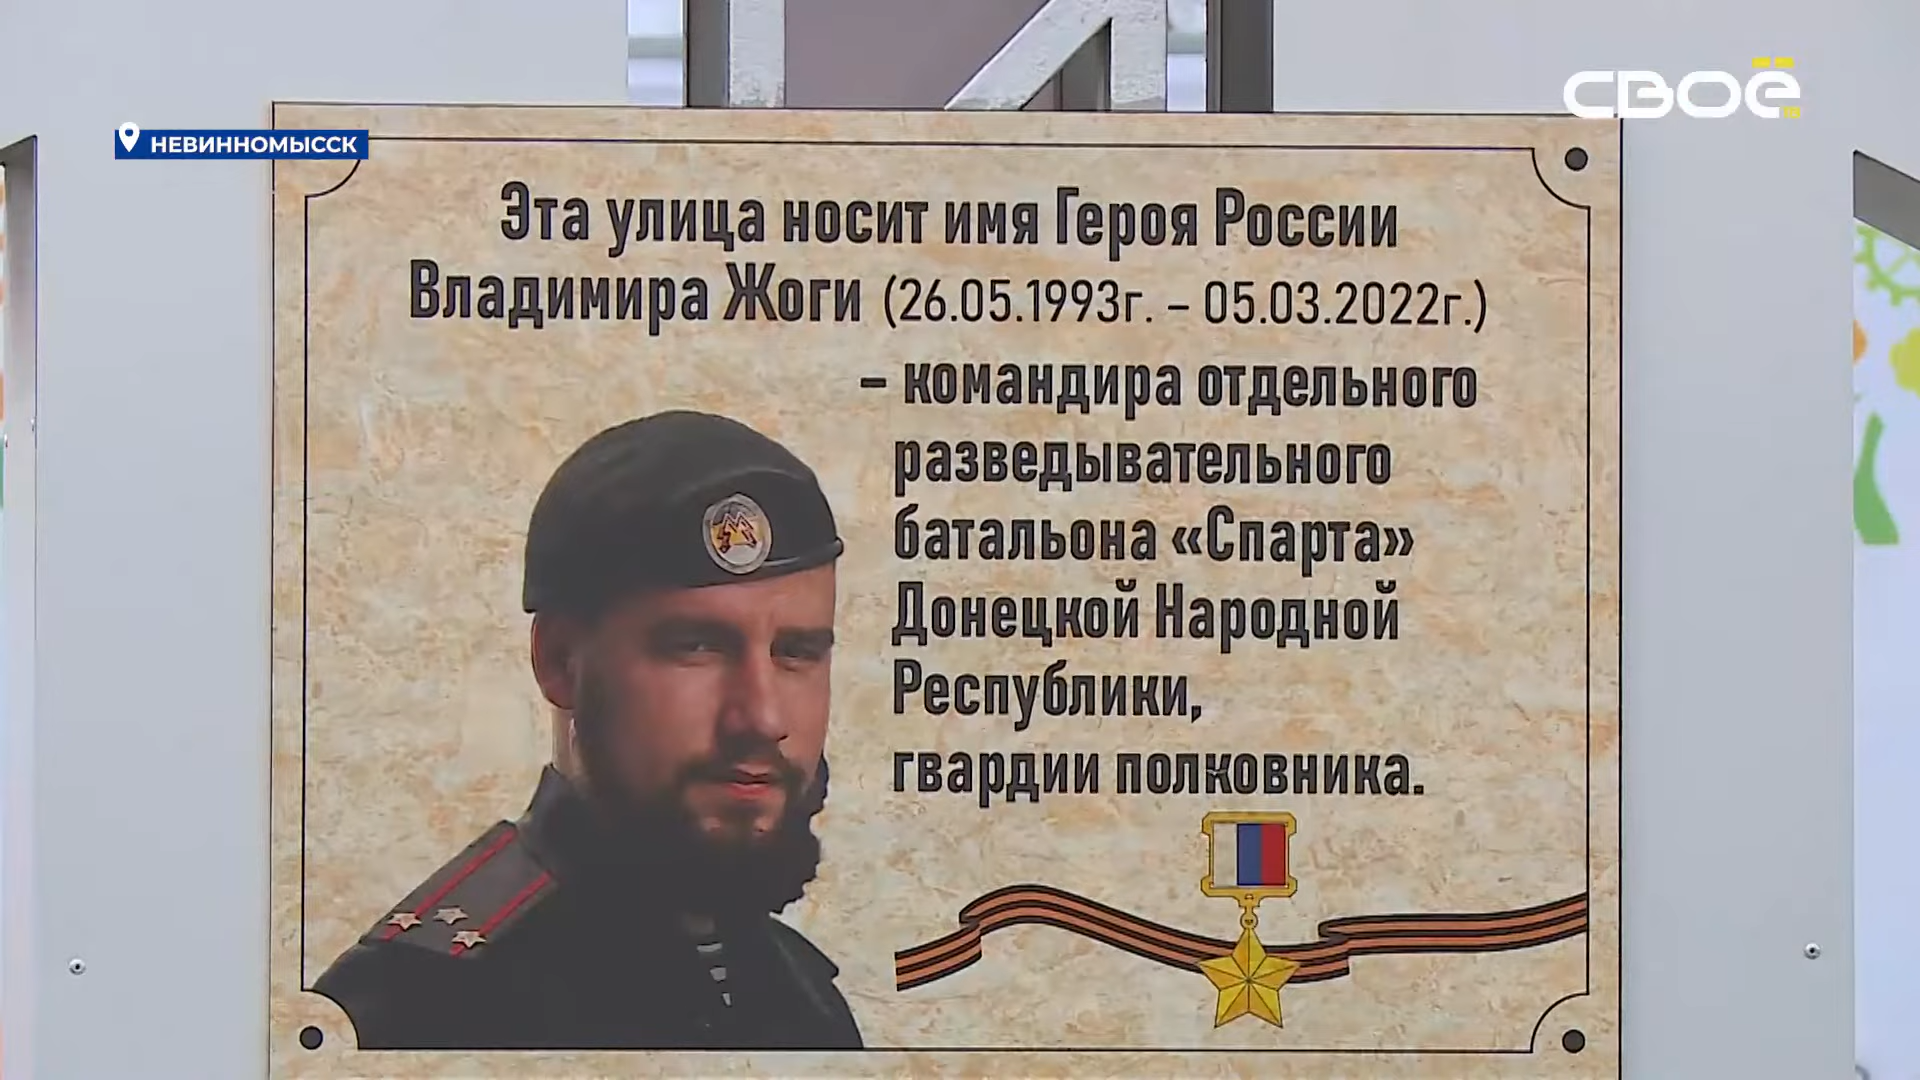 СВОЁ
НЕВИННОМЫССК
Эта улица носит имя Героя России
Владимира Жоги (26.05.1993г. – 05.03.2022г.)
– командира отдельного
разведывательного
батальона «Спарта»
Донецкой Народной
Республики,
гвардии полковника.